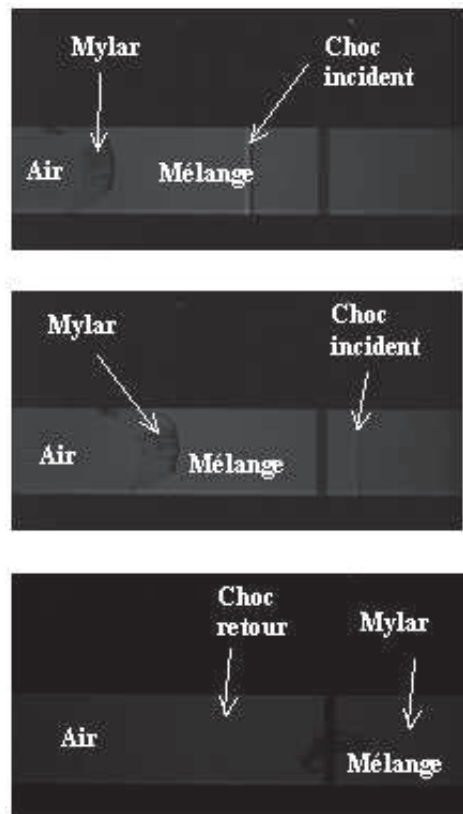 Mylar
Choc
incident
Air
Mélange
Mylar
Choc
incident
Air
Mélange
Choc
retour
Mylar
Air
Mélange